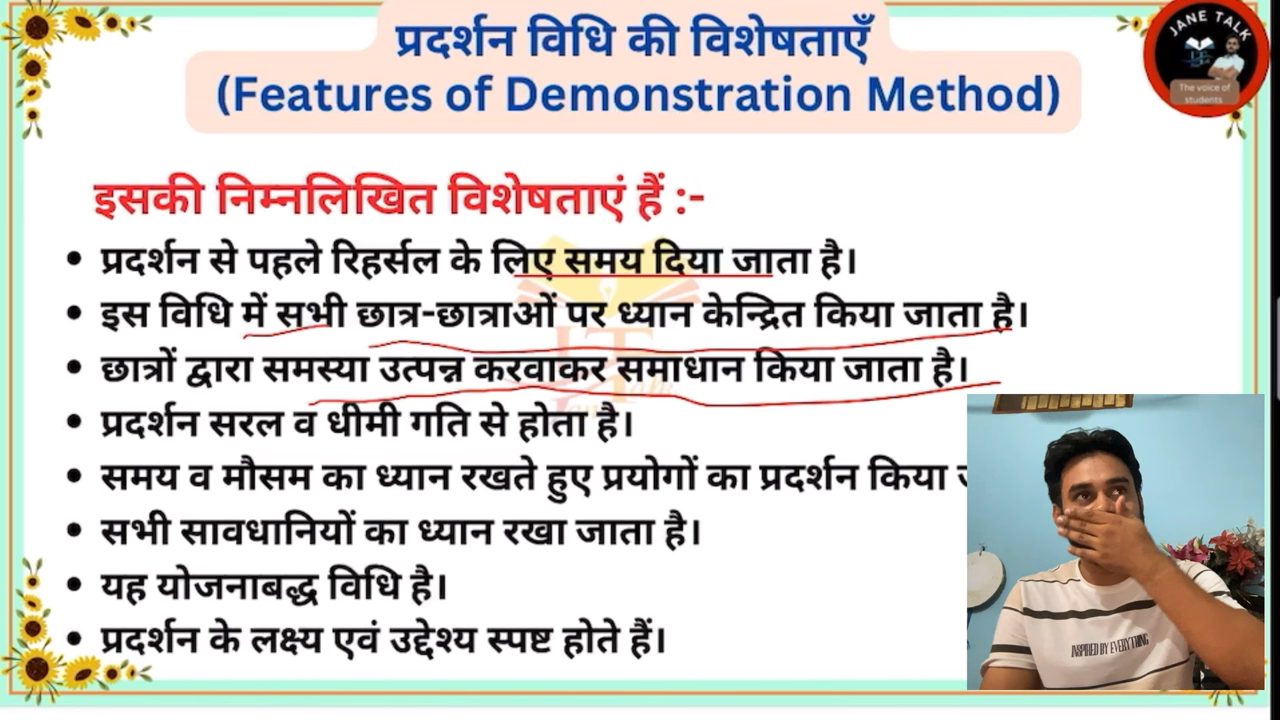 प्रदर्शन विधि की विशेषताएँ
(Features of Demonstration Method)
JANE TALK
The voice of
students
इसकी निम्नलिखित विशेषताएं हैं :-
• प्रदर्शन से पहले रिहर्सल के लिए समय दिया जाता है।
• इस विधि में सभी छात्र-छात्राओं पर ध्यान केन्द्रित किया जाता है।
• छात्रों द्वारा समस्या उत्पन्न करवाकर समाधान किया जाता है।
• प्रदर्शन सरल व धीमी गति से होता है।
• समय व मौसम का ध्यान रखते हुए प्रयोगों का प्रदर्शन किया
• सभी सावधानियों का ध्यान रखा जाता है।
• यह योजनाबद्ध विधि है।
• प्रदर्शन के लक्ष्य एवं उद्देश्य स्पष्ट होते हैं।
INSPIRED BY EVERYTHING